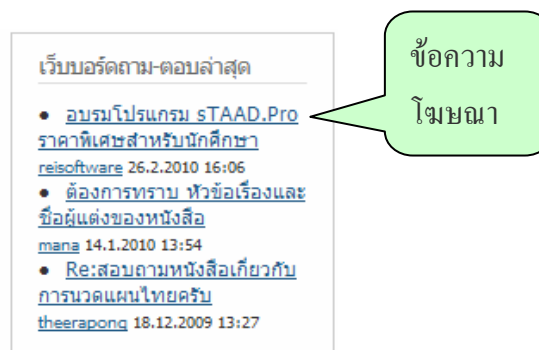 เว็บบอร์ดถาม-ตอบล่าสุด
• อบรมโปรแกรม sTAAD.Pro
ราคาพิเศษสำหรับนักศึกษา
reisoftware 26.2.2010 16:06
• ต้องการทราบ หัวข้อเรื่องและ
ชื่อผู้แต่งของหนังสือ
mana 14.1.2010 13:54
• Re:สอบถามหนังสือเกี่ยวกับ
การนวดแผนไทยครับ
theerapong 18.12.2009 13:27
ข้อความ
โฆษณา